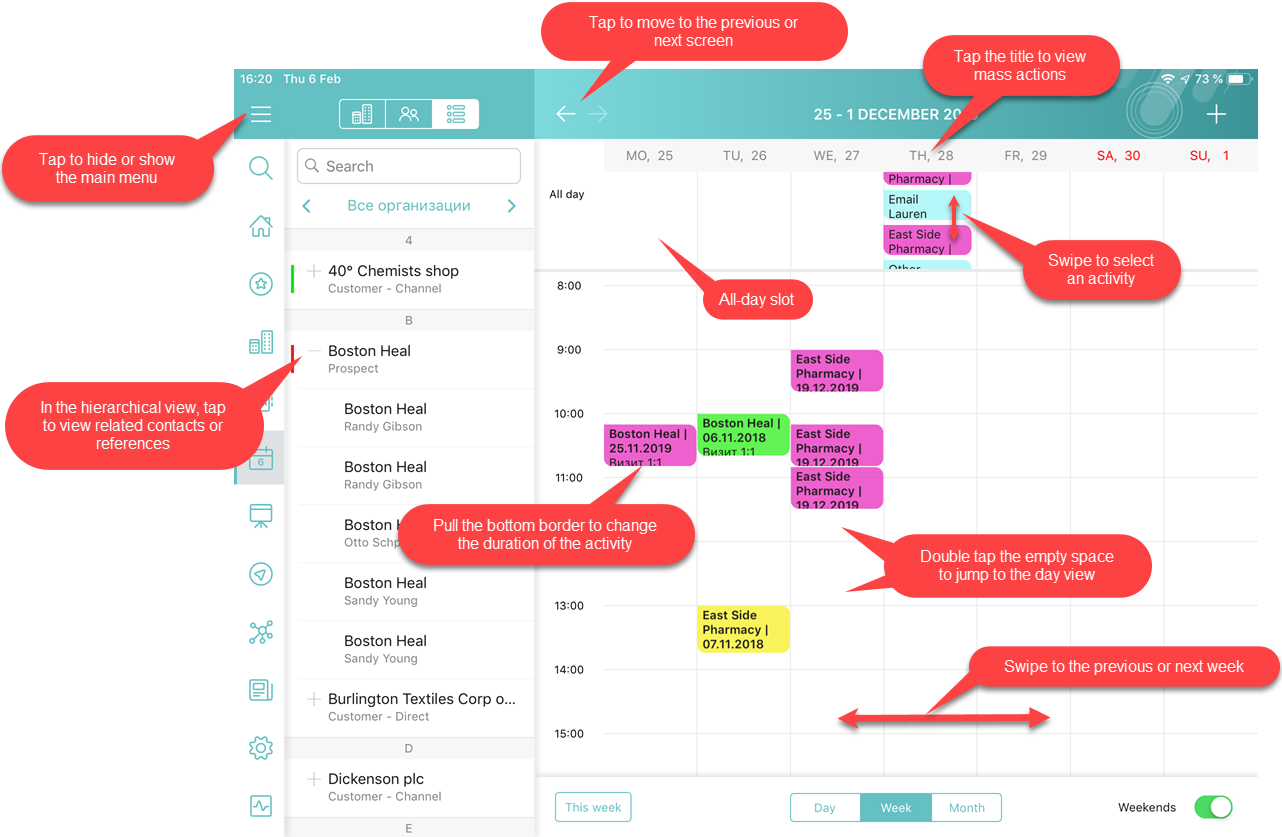 Tap to move to the previous or
next screen
Tap the title to view
mass actions
16:20 Thu 6 Feb
73 %
25 - 1 DECEMBER
Tap to hide or show
the main menu
Search
Все организации
MO, 25
TU, 26
WE, 27
TH, 28
FR, 29
SA, 30
SU, 1
All day
Pharmacy |
Email
Lauren
East Side
Pharmacy |
Other
Swipe to select
an activity
All-day slot
4
40° Chemists shop
Customer - Channel
B
Boston Heal
Prospect
Boston Heal
Randy Gibson
Boston Heal
Randy Gibson
Boston
Otto
Boston Heal
Sandy Young
Boston Heal
Sandy Young
Burlington Textiles Corp o...
Customer - Direct
D
Dickenson plc
Customer - Channel
E
In the hierarchical view, tap
to view related contacts or
references
6
8:00
9:00
10:00
11:00
13:00
14:00
15:00
East Side
Pharmacy |
19.12.2019
Boston Heal |
25.11.2019
Визит 1:1
Boston Heal |
06.11.2018
Визит 1:1
East Side
Pharmacy |
19.12.2019
East Side
Pharmacy |
19.12.2019
Pull the bottom border to change
the duration of the activity
Double tap the empty space
to jump to the day view
East Side
Pharmacy |
07.11.2018
Swipe to the previous or next week
This week
Day
Week
Month
Weekends